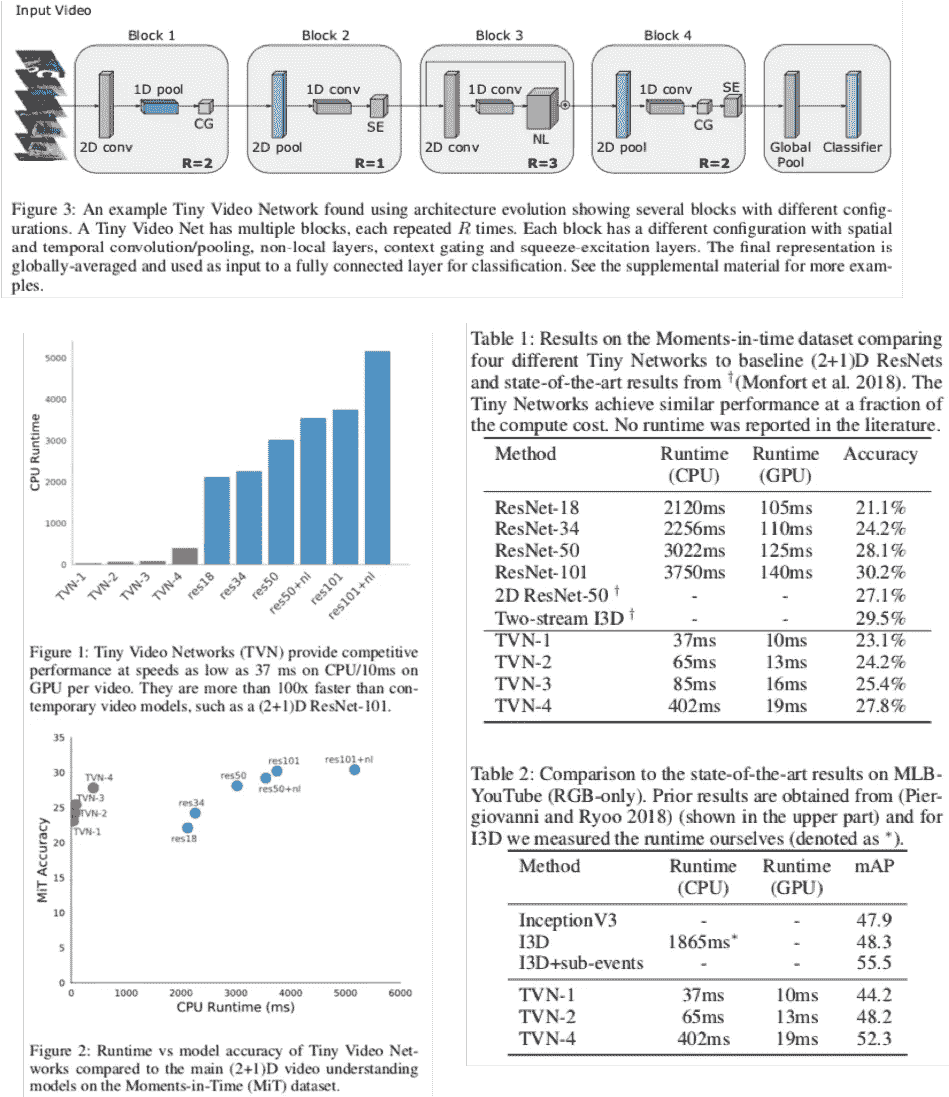 Input Video
Block 1
Block 2
Block 3
Block 4
1D pool
1D conv
1D conv
1D conv
SE
CG
SE
NL
CG
2D conv
2D pool
2D conv
2D pool
Global
Pool
Classifier
R=2
R=1
R=3
R=2
Figure 3: An example Tiny Video Network found using architecture evolution showing several blocks with different config-
urations. A Tiny Video Net has multiple blocks, each repeated R times. Each block has a different configuration with spatial
and temporal convolution/pooling, non-local layers, context gating and squeeze-excitation layers. The final representation is
globally-averaged and used as input to a fully connected layer for classification. See the supplemental material for more exam-
ples.
5000
4000
3000
2000
1000
0
CPU Runtime
TVN-1
TVN-2
TVN-3
TVN-4
res18
res34
res50
res50+nl
res101
res101+nl
Figure 1: Tiny Video Networks (TVN) provide competitive
performance at speeds as low as 37 ms on CPU/10ms on
GPU per video. They are more than 100x faster than con-
temporary video models, such as a (2+1)D ResNet-101.
35
30
25
20
15
10
5
0
MiT Accuracy
TVN-4
TVN-3
TVN-2
TVN-1
res18
res34
res50
res101
res50+nl
res101+nl
0 1000 2000 3000 4000 5000 6000
CPU Runtime (ms)
Figure 2: Runtime vs model accuracy of Tiny Video Net-
works compared to the main (2+1)D video understanding
models on the Moments-in-Time (MiT) dataset.
Table 1: Results on the Moments-in-time dataset comparing
four different Tiny Networks to baseline (2+1)D ResNets
and state-of-the-art results from †(Monfort et al. 2018). The
Tiny Networks achieve similar performance at a fraction of
the compute cost. No runtime was reported in the literature.
Method Runtime Runtime Accuracy
(CPU) (GPU)
ResNet-18 2120ms 105ms 21.1%
ResNet-34 2256ms 110ms 24.2%
ResNet-50 3022ms 125ms 28.1%
ResNet-101 3750ms 140ms 30.2%
2D ResNet-50 † - - 27.1%
Two-stream I3D † - - 29.5%
TVN-1 37ms 10ms 23.1%
TVN-2 65ms 13ms 24.2%
TVN-3 85ms 16ms 25.4%
TVN-4 402ms 19ms 27.8%
Table 2: Comparison to the state-of-the-art results on MLB-
YouTube (RGB-only). Prior results are obtained from (Pier-
giovanni and Ryoo 2018) (shown in the upper part) and for
I3D we measured the runtime ourselves (denoted as *).
Method Runtime Runtime mAP
(CPU) (GPU)
InceptionV3 - - 47.9
I3D 1865ms* - 48.3
I3D+sub-events - - 55.5
TVN-1 37ms 10ms 44.2
TVN-2 65ms 13ms 48.2
TVN-4 402ms 19ms 52.3